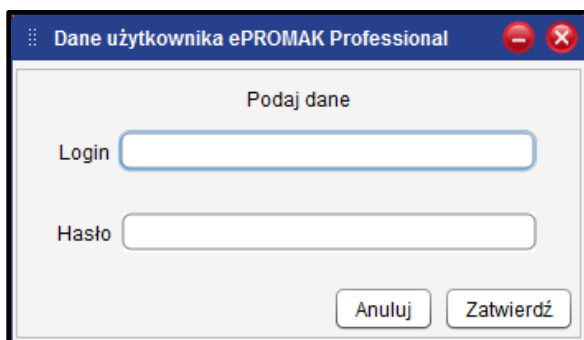 Dane użytkownika ePROMAK Professional
Podaj dane
Login
Hasło
Anuluj Zatwierdź